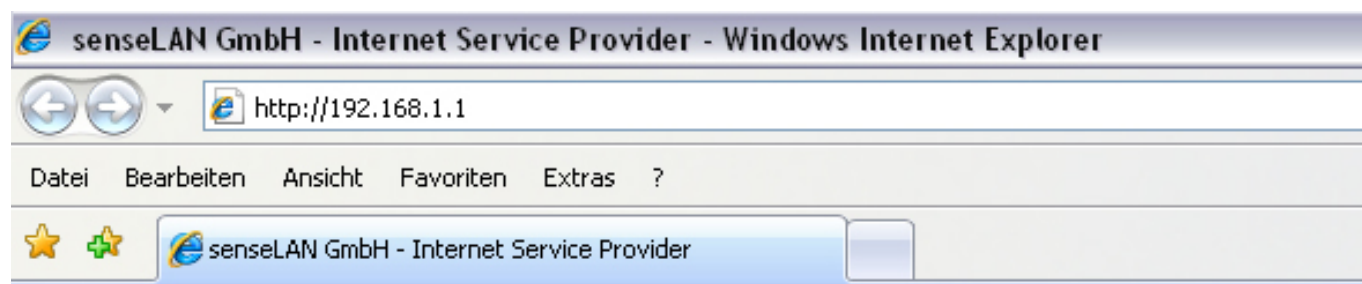 senseLAN GmbH - Internet Service Provider - Windows Internet Explorer
http://192.168.1.1
Datei Bearbeiten Ansicht Favoriten Extras ?
senseLAN GmbH - Internet Service Provider